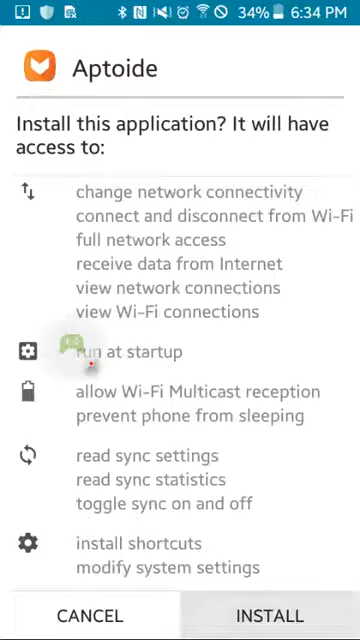 34% 6:34 PM
Aptoide
Install this application? It will have
access to:
change network connectivity
connect and disconnect from Wi-Fi
full network access
receive data from Internet
view network connections
view Wi-Fi connections
run at startup
allow Wi-Fi Multicast reception
prevent phone from sleeping
read sync settings
read sync statistics
toggle sync on and off
install shortcuts
modify system settings
CANCEL INSTALL